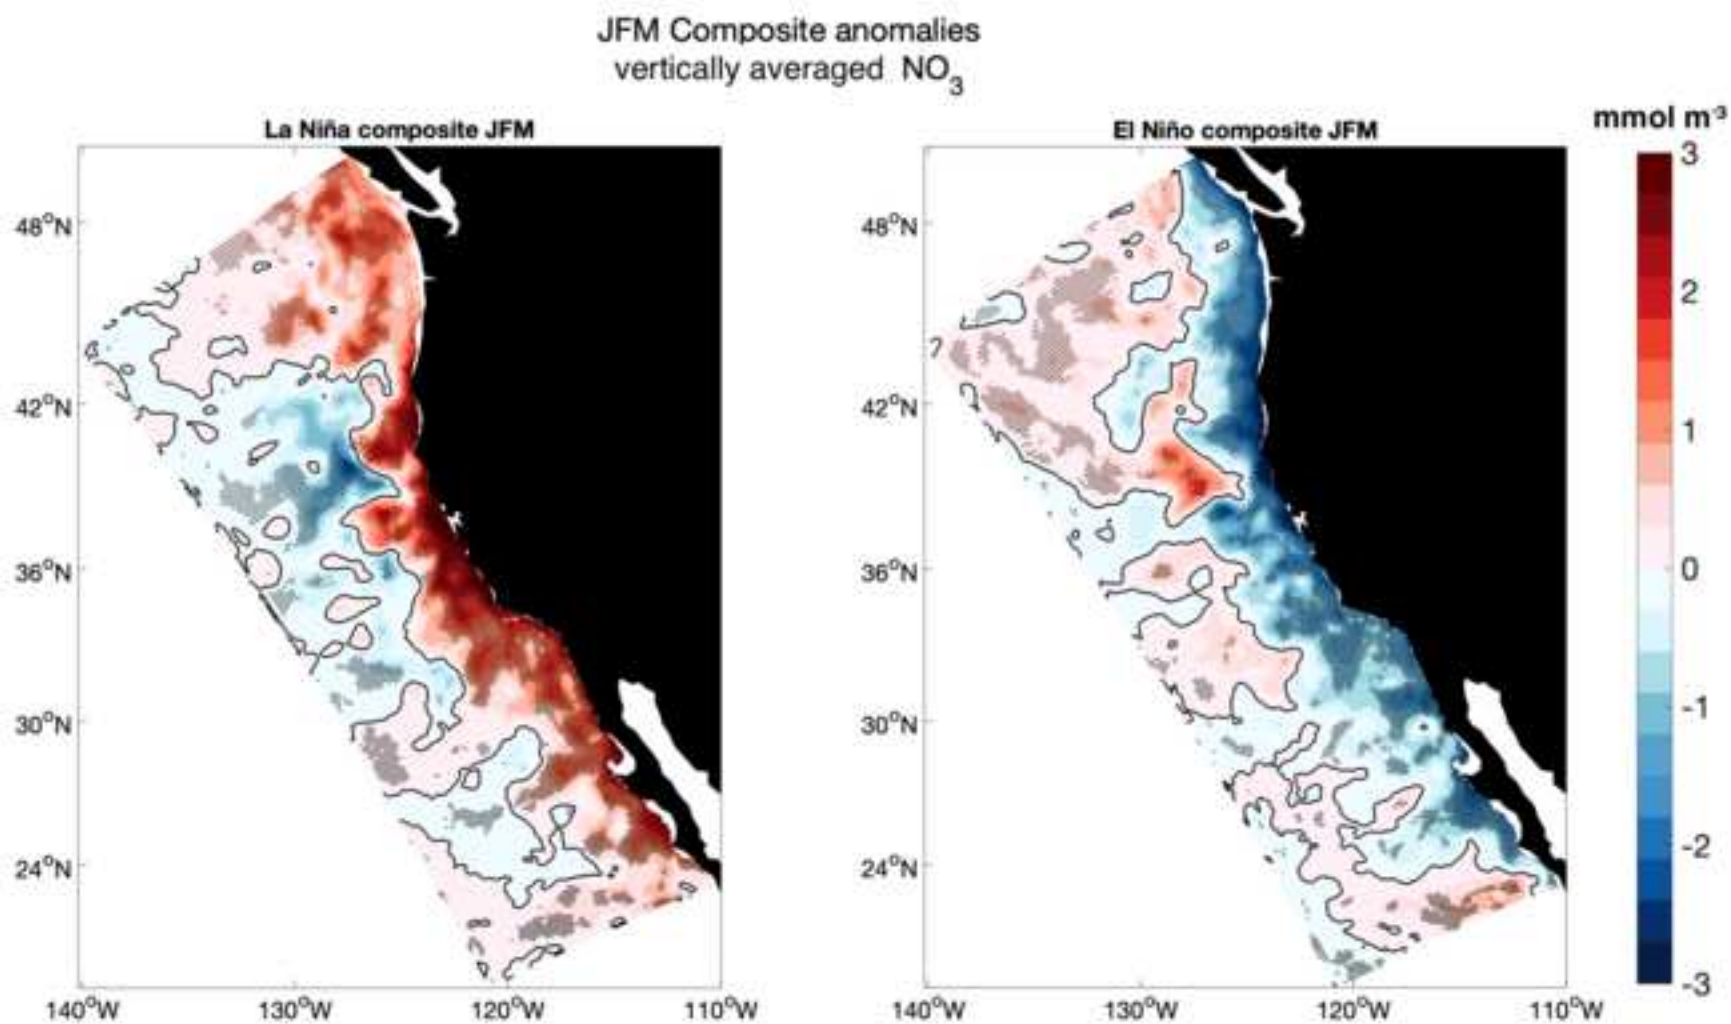 JFM Composite anomalies
vertically averaged NO₃
La Niña composite JFM
El Niño composite JFM
mmol m⁻³
48°N
42°N
36°N
30°N
24°N
140°W
130°W
120°W
110°W
48°N
42°N
36°N
30°N
24°N
140°W
130°W
120°W
110°W
3
2
1
0
-1
-2
-3